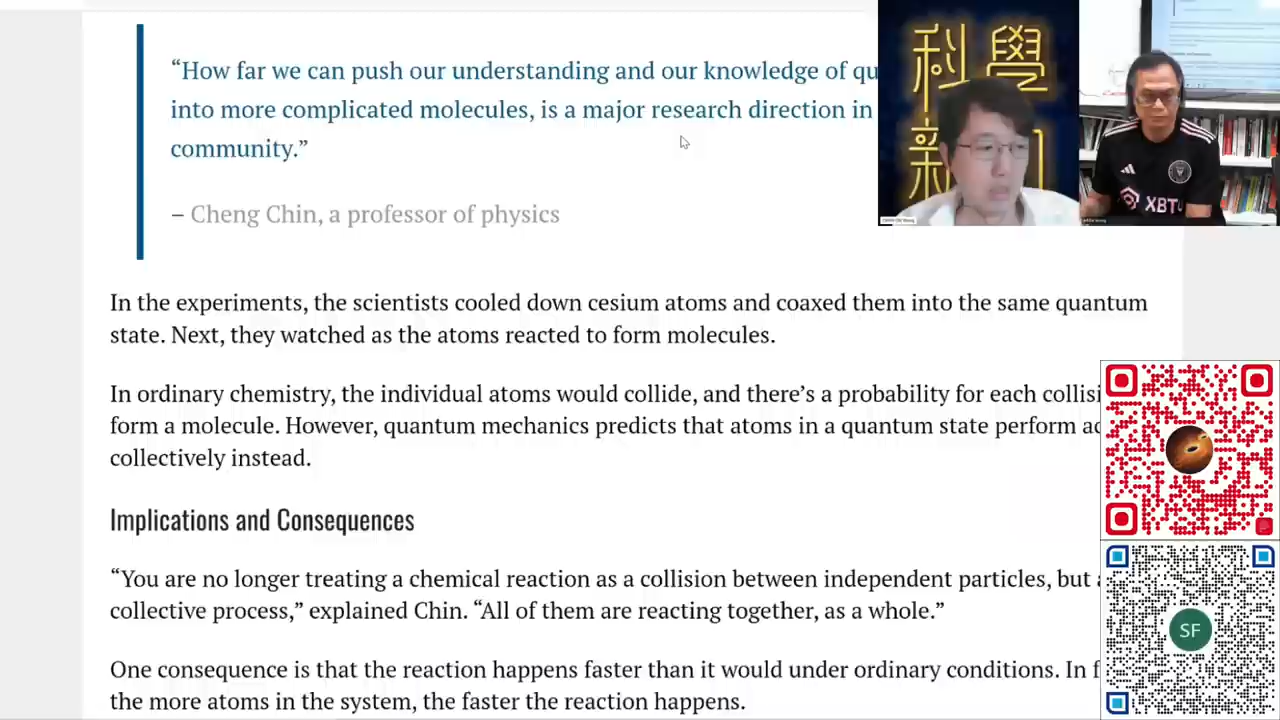 “How far we can push our understanding and our knowledge of qu
into more complicated molecules, is a major research direction in
community.”
– Cheng Chin, a professor of physics
科學
新
XBT
In the experiments, the scientists cooled down cesium atoms and coaxed them into the same quantum
state. Next, they watched as the atoms reacted to form molecules.
In ordinary chemistry, the individual atoms would collide, and there’s a probability for each collisi
form a molecule. However, quantum mechanics predicts that atoms in a quantum state perform ac
collectively instead.
Implications and Consequences
“You are no longer treating a chemical reaction as a collision between independent particles, but a
collective process,” explained Chin. “All of them are reacting together, as a whole.”
One consequence is that the reaction happens faster than it would under ordinary conditions. In f
the more atoms in the system, the faster the reaction happens.
SF